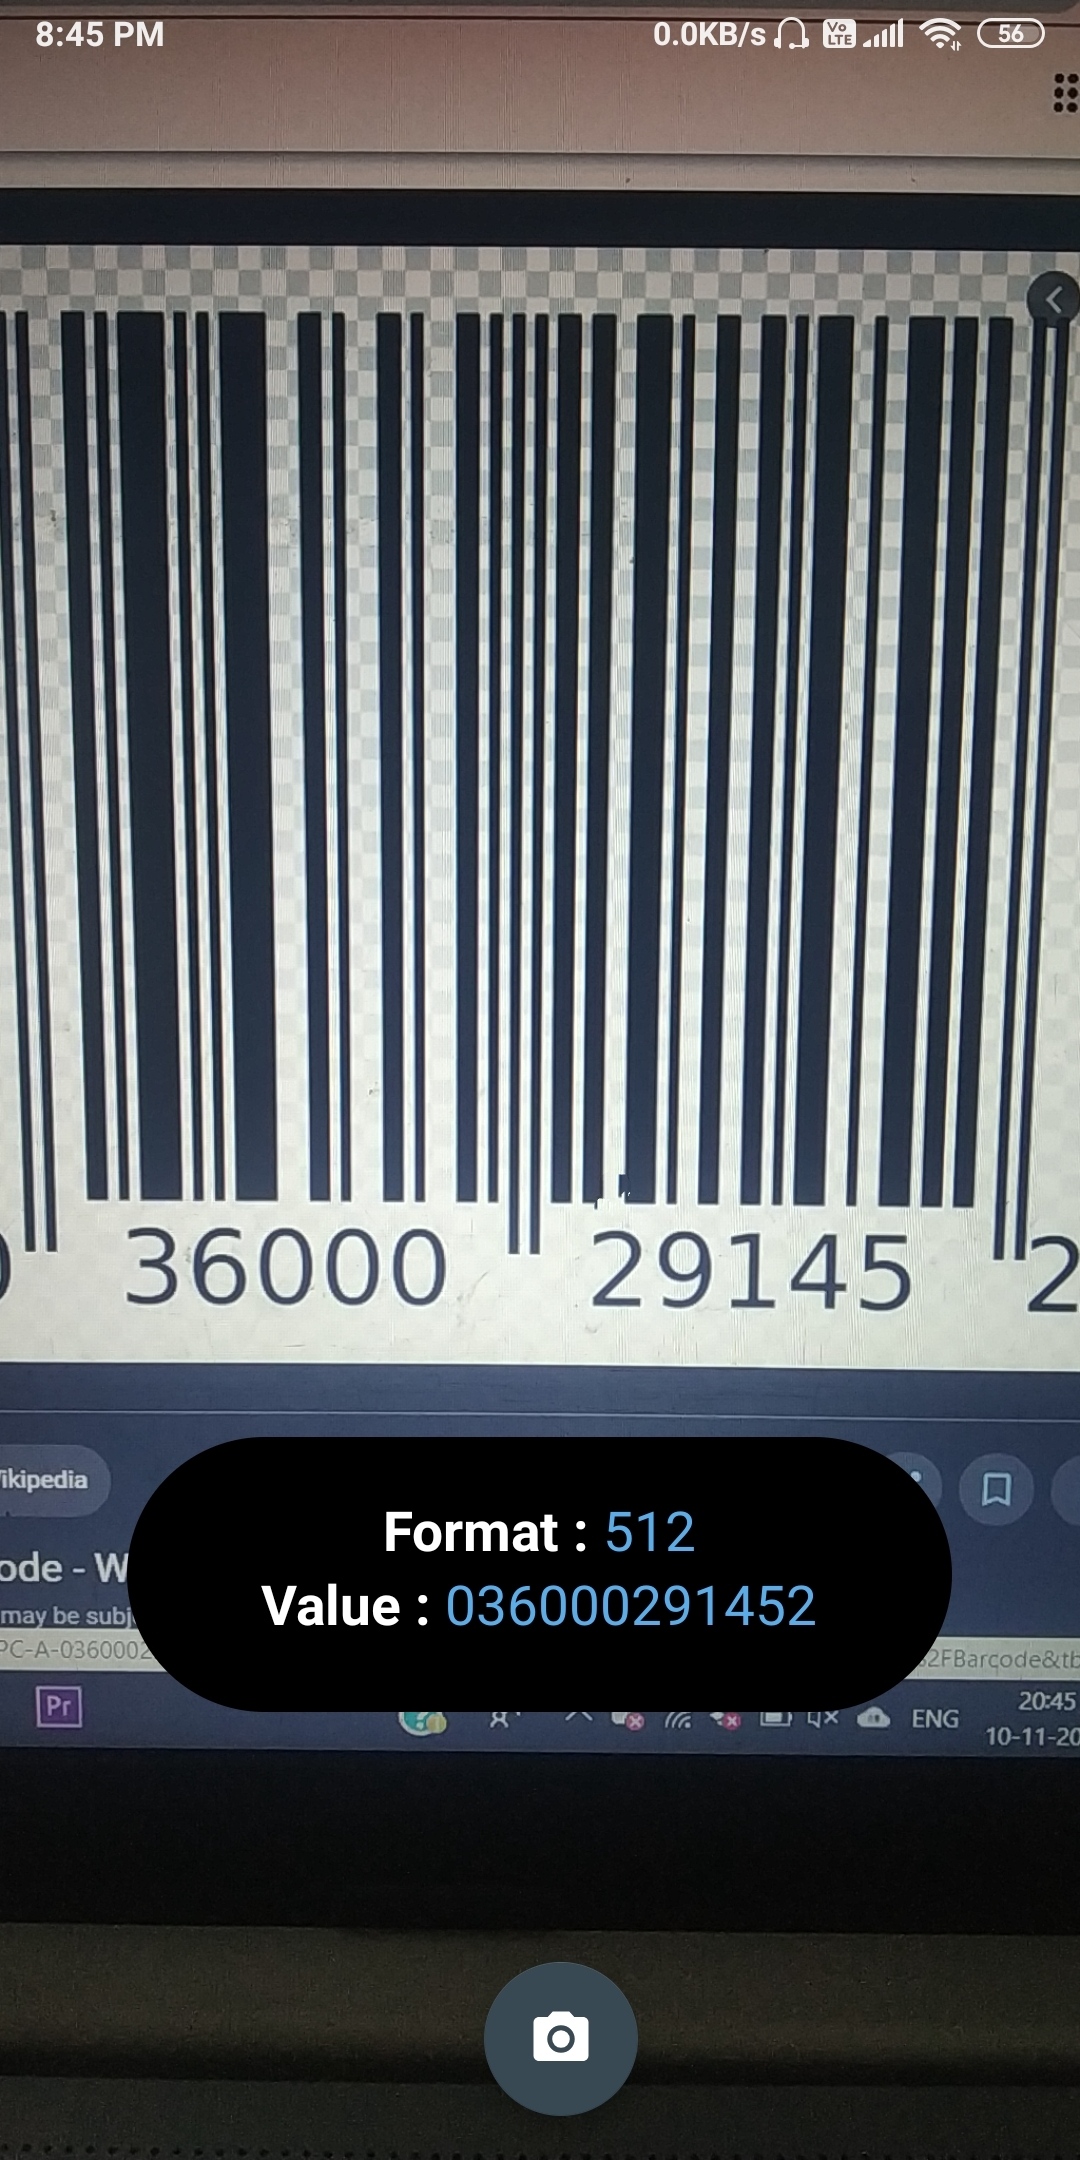 8:45 PM 0.0KB/s Vo LTE 56
0 36000 29145 2
ikipedia
Format : 512
ode - W
Value : 036000291452
may be subj
PC-A-0360002 2FBarcode&tb
Pr ENG 20:45
10-11-20